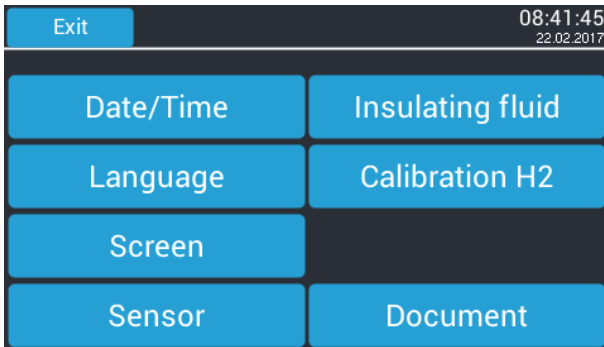 Exit
08:41:45
22.02.2017
Date/Time
Insulating fluid
Language
Calibration H2
Screen
Sensor
Document